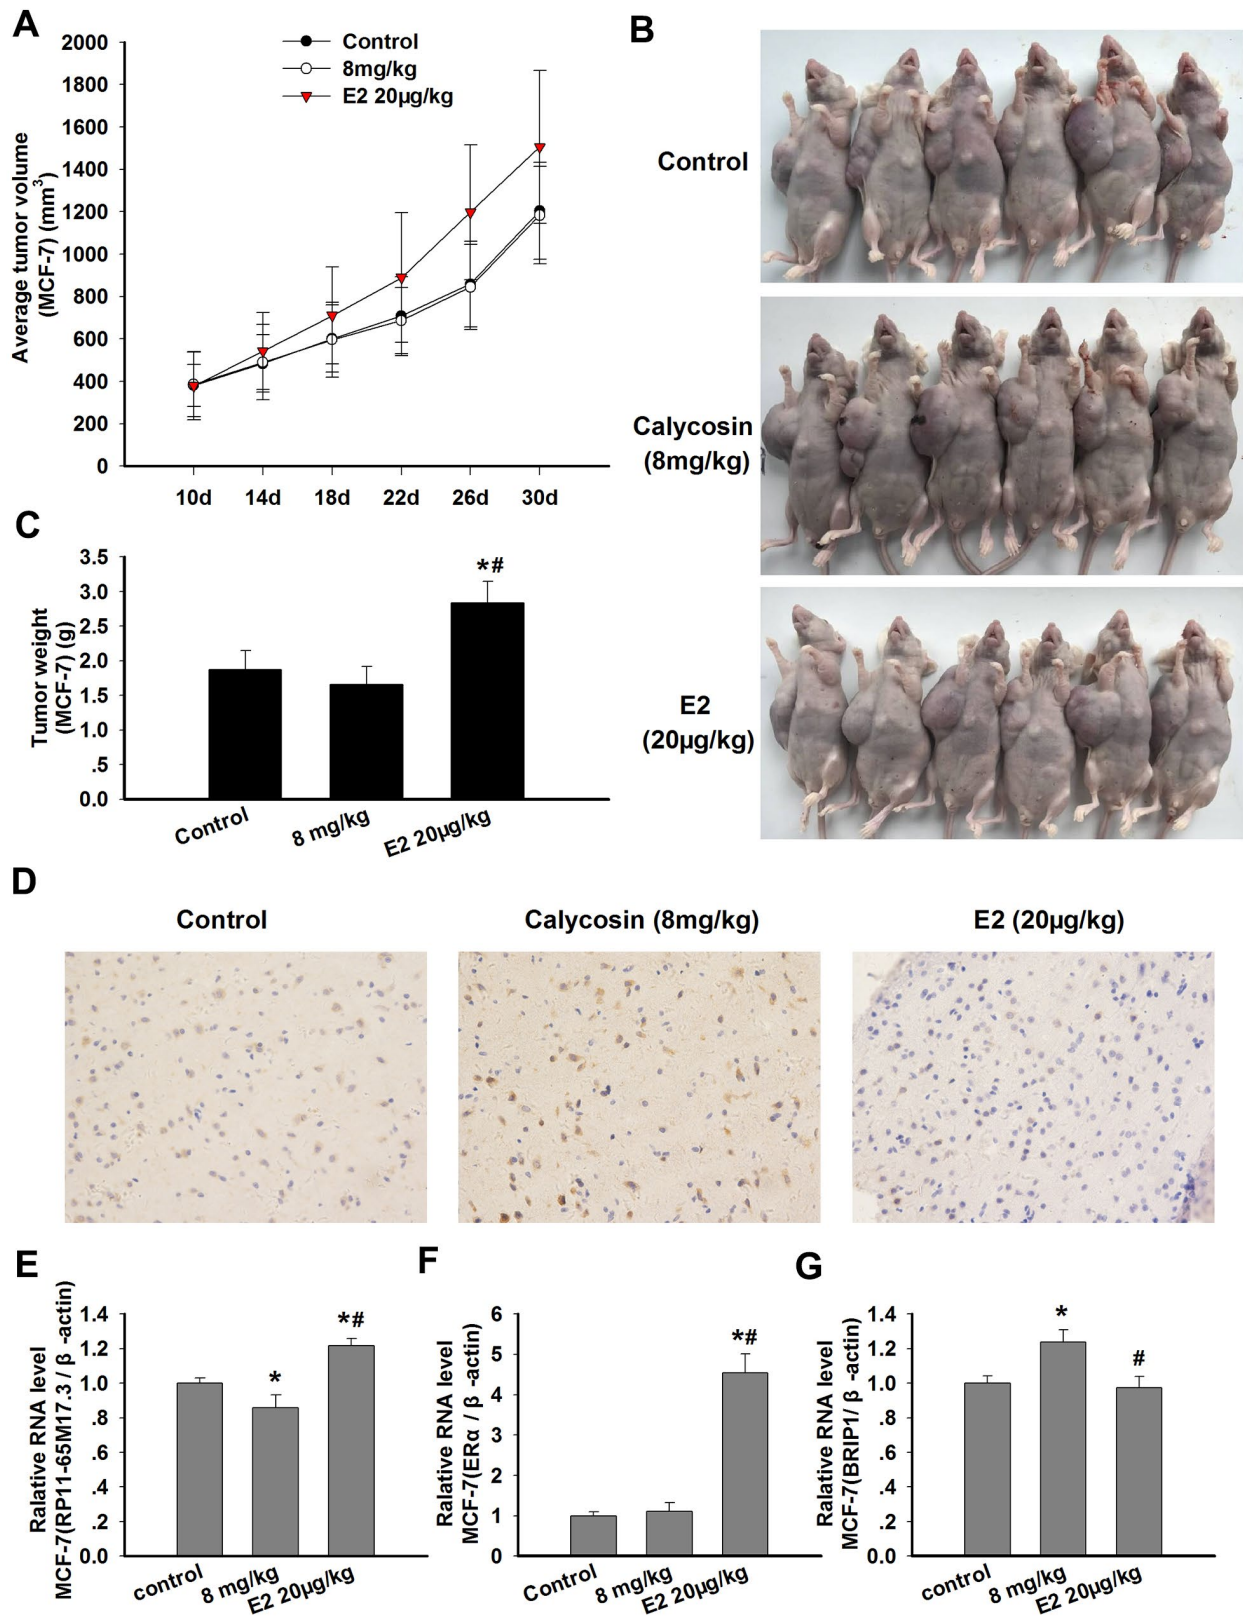 A
Average tumor volume
(MCF-7) (mm³)
2000
1800
1600
1400
1200
1000
800
600
400
200
0
Control
8mg/kg
E2 20µg/kg
10d 14d 18d 22d 26d 30d
B
Control
Calycosin
(8mg/kg)
E2
(20µg/kg)
C
Tumor weight
(MCF-7) (g)
3.5
3.0
2.5
2.0
1.5
1.0
.5
0.0
*#
Control 8 mg/kg E2 20µg/kg
D
Control Calycosin (8mg/kg) E2 (20µg/kg)
E
Ralative RNA level
MCF-7(RP11-65M17.3 / β -actin)
1.4
1.2
1.0
.8
.6
.4
.2
0.0
*
*#
control 8 mg/kg E2 20µg/kg
F
Ralative RNA level
MCF-7(ERα / β -actin)
6
5
4
3
2
1
0
*#
Control 8 mg/kg E2 20µg/kg
G
Ralative RNA level
MCF-7(BRIP1/ β -actin)
1.4
1.2
1.0
.8
.6
.4
.2
0.0
*
#
control 8 mg/kg E2 20µg/kg